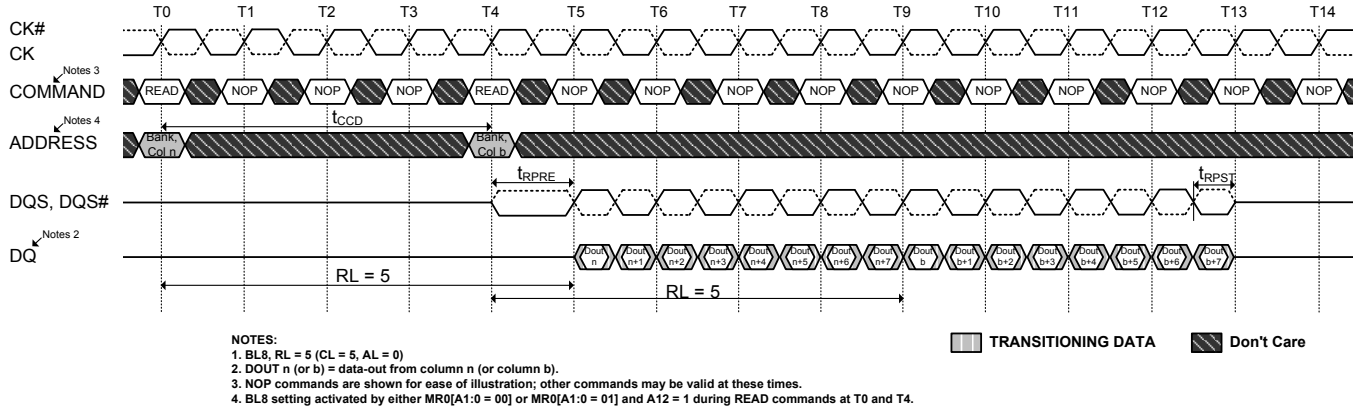 T0 T1 T2 T3 T4 T5 T6 T7 T8 T9 T10 T11 T12 T13 T14
CK#
CK
Notes 3
COMMAND READ NOP NOP NOP READ NOP NOP NOP NOP NOP NOP NOP NOP NOP NOP
tCCD
Notes 4
ADDRESS
Bank, Col n
Bank, Col b
tRPRE
tRPST
DQS, DQS#
Notes 2
DQ
Dout n
Dout n+1
Dout n+2
Dout n+3
Dout n+4
Dout n+5
Dout n+6
Dout n+7
Dout b
Dout b+1
Dout b+2
Dout b+3
Dout b+4
Dout b+5
Dout b+6
Dout b+7
RL = 5
RL = 5
TRANSITIONING DATA
Don't Care
NOTES:
1. BL8, RL = 5 (CL = 5, AL = 0)
2. DOUT n (or b) = data-out from column n (or column b).
3. NOP commands are shown for ease of illustration; other commands may be valid at these times.
4. BL8 setting activated by either MR0[A1:0 = 00] or MR0[A1:0 = 01] and A12 = 1 during READ commands at T0 and T4.